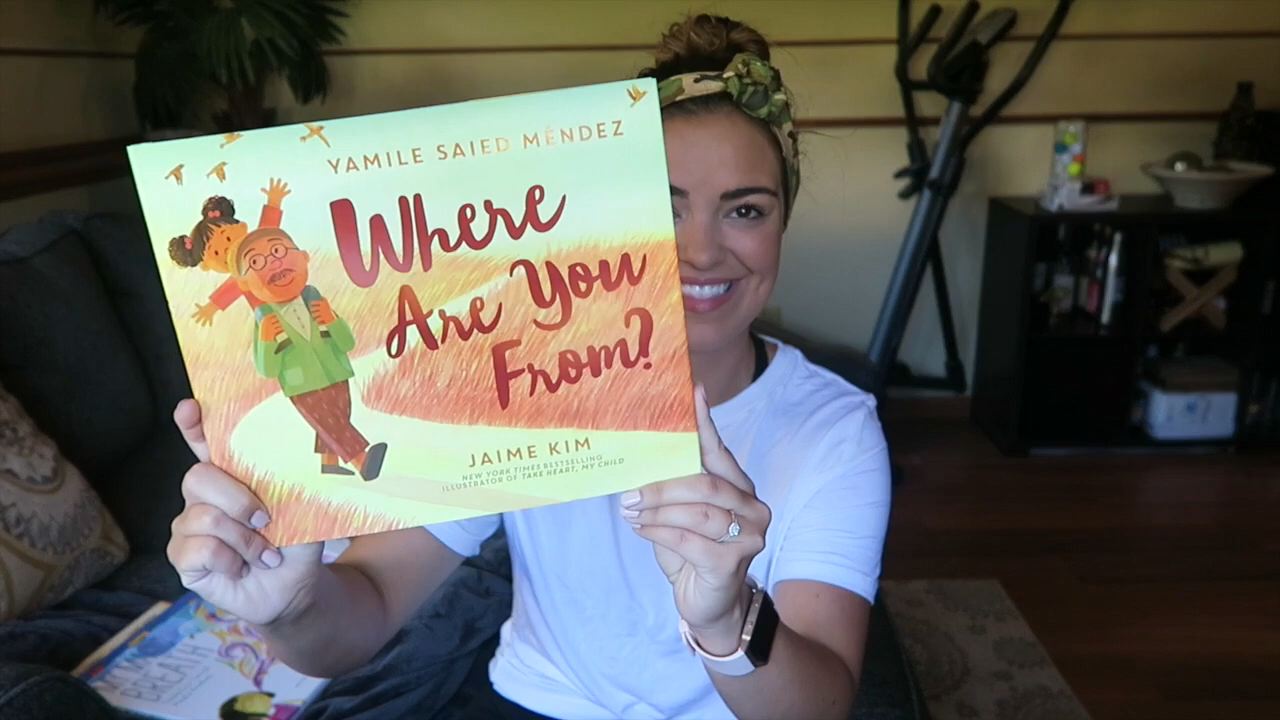 YAMILE SAIED MÉNDEZ
Where
Are You
From?
JAIME KIM
NEW YORK TIMES BESTSELLING
ILLUSTRATOR OF TAKE HEART, MY CHILD
BREATH